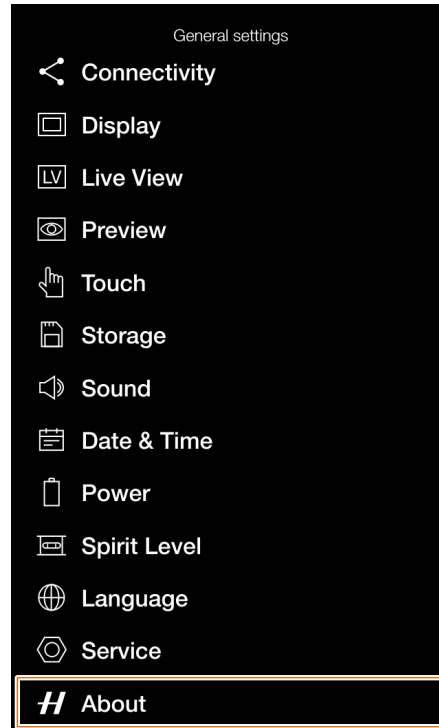 General settings
Connectivity
Display
LV Live View
Preview
Touch
Storage
Sound
Date & Time
Power
Spirit Level
Language
Service
H About